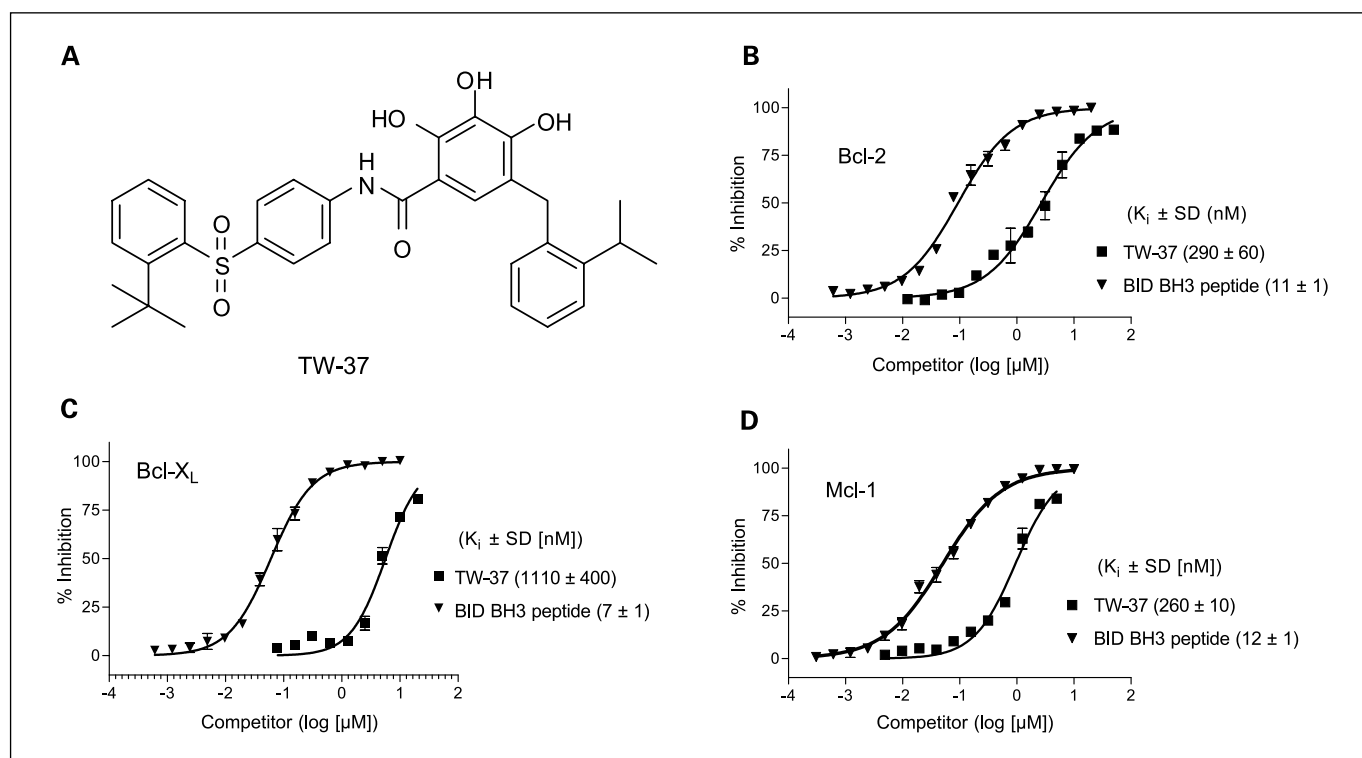 A
OH
HO
OH
H
N
O
O
S
O
TW-37
B
100
75
50
25
0
% Inhibition
Bcl-2
(Ki ± SD (nM)
■ TW-37 (290 ± 60)
▼ BID BH3 peptide (11 ± 1)
-4 -3 -2 -1 0 1 2
Competitor (log [µM])
C
100
75
50
25
0
% Inhibition
Bcl-XL
(Ki ± SD [nM])
■ TW-37 (1110 ± 400)
▼ BID BH3 peptide (7 ± 1)
-4 -3 -2 -1 0 1 2
Competitor (log [µM])
D
100
75
50
25
0
% Inhibition
Mcl-1
(Ki ± SD [nM])
■ TW-37 (260 ± 10)
▼ BID BH3 peptide (12 ± 1)
-4 -3 -2 -1 0 1 2
Competitor (log [µM])